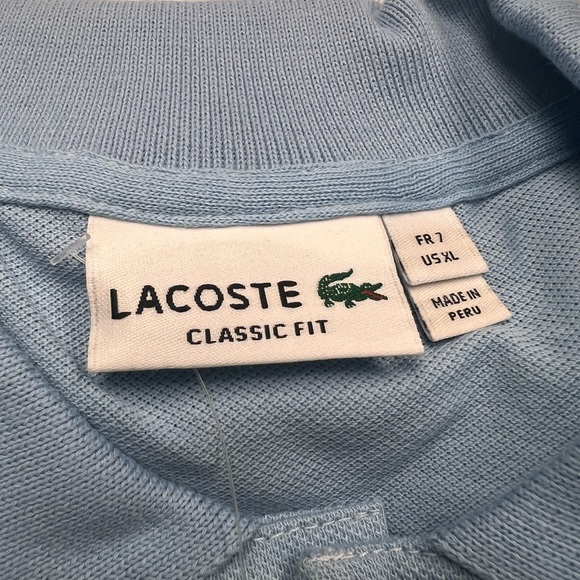 LACOSTE
CLASSIC FIT
FR 7
US XL
MADE IN
PERU